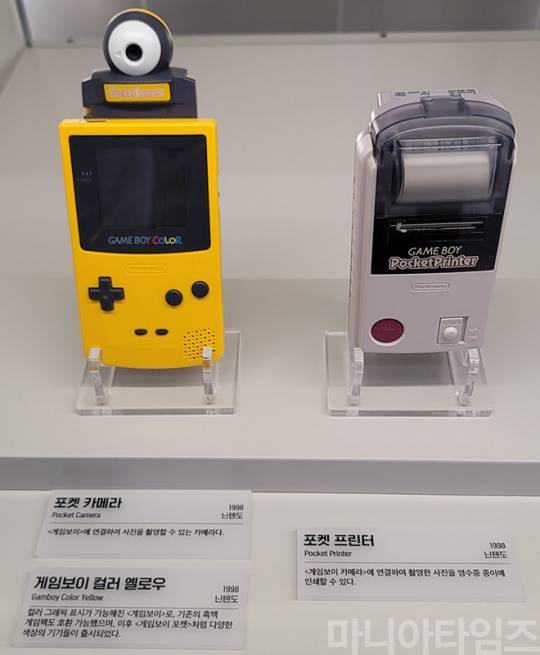 GAME BOY COLOR
Nintendo
GAME BOY
PocketPrinter
Nintendo
POWER
포켓 카메라
Pocket Camera
1998
닌텐도
<게임보이>에 연결하여 사진을 촬영할 수 있는 카메라다.
게임보이 컬러 옐로우
Gamboy Color Yellow
1998
닌텐도
컬러 그래픽 표시가 가능해진 <게임보이>로, 기존의 흑백
게임팩도 호환 가능했으며, 이후 <게임보이 포켓>처럼 다양한
색상의 기기들이 출시되었다.
포켓 프린터
Pocket Printer
1998
닌텐도
<게임보이 카메라>에 연결하여 촬영한 사진을 영수증 종이에
인쇄할 수 있다.
마니아타임즈